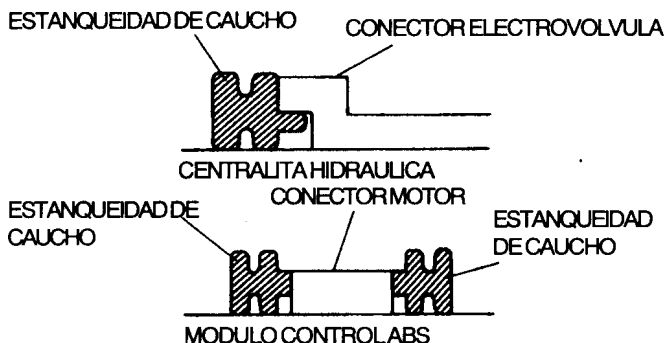 ESTANQUEIDAD DE CAUCHO
CONECTOR ELECTROVOLVULA
CENTRALITA HIDRAULICA
CONECTOR MOTOR
ESTANQUEIDAD DE
CAUCHO
ESTANQUEIDAD
DE CAUCHO
MODULO CONTROL ABS